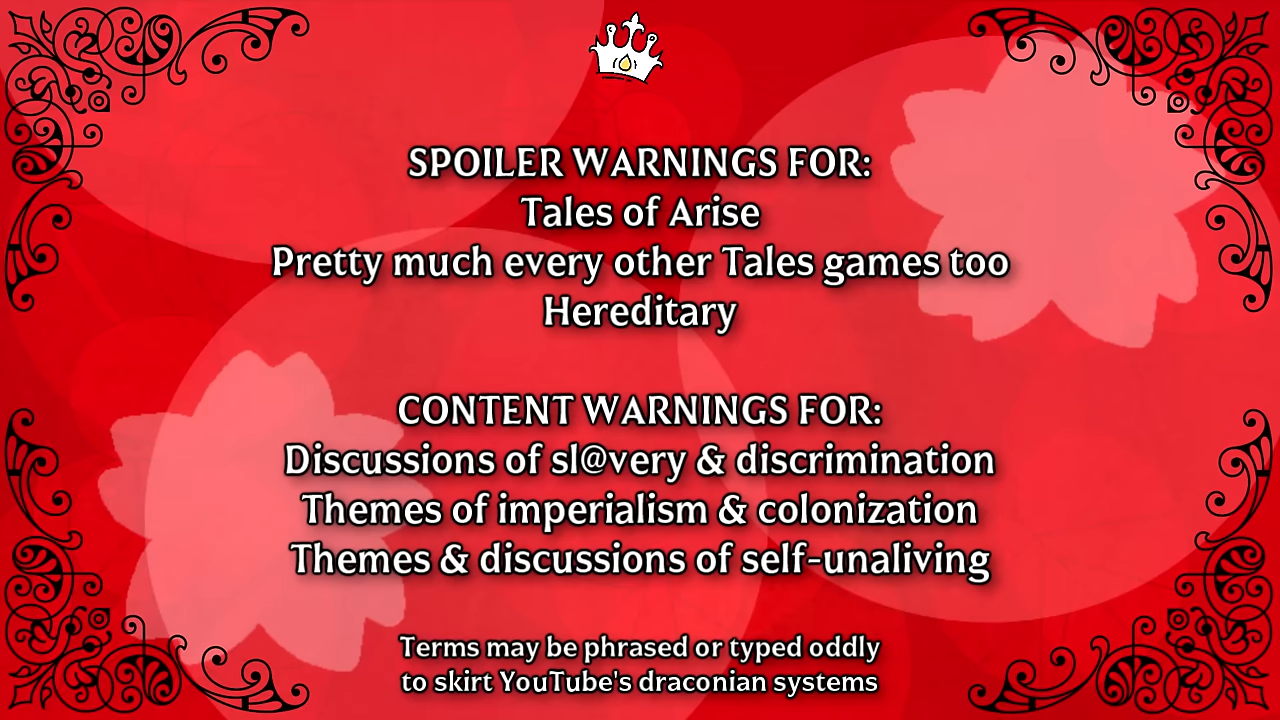 SPOILER WARNINGS FOR:
Tales of Arise
Pretty much every other Tales games too
Hereditary
CONTENT WARNINGS FOR:
Discussions of sl@very & discrimination
Themes of imperialism & colonization
Themes & discussions of self-unaliving
Terms may be phrased or typed oddly
to skirt YouTube's draconian systems